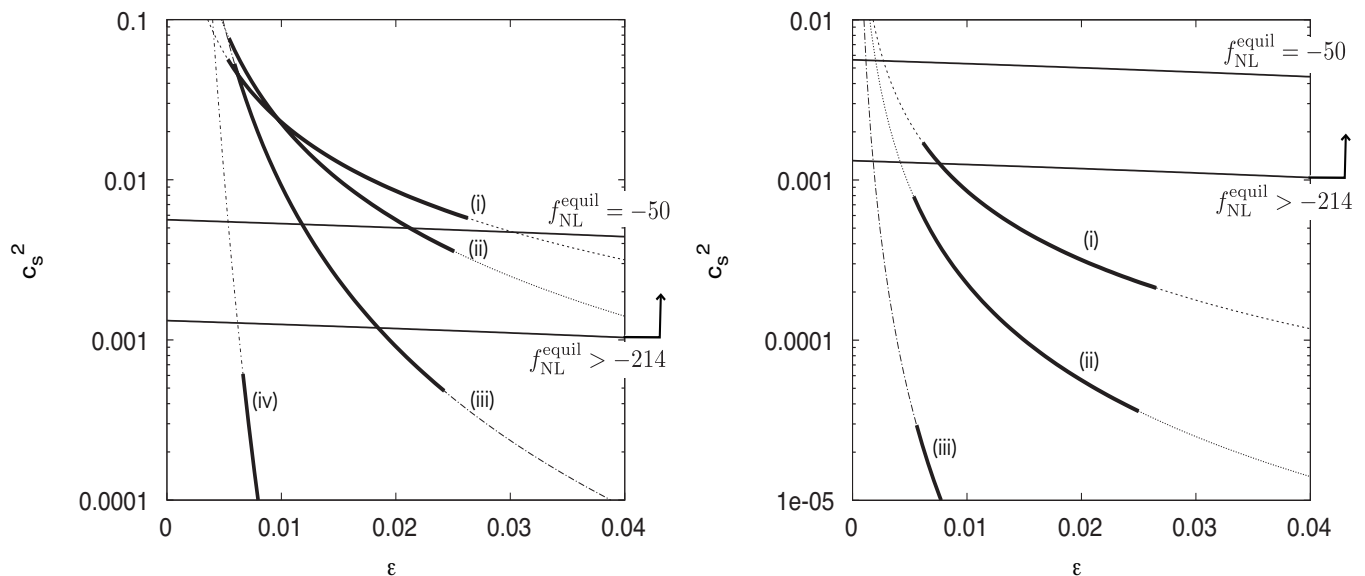 0.1
0.01
0.001
0.0001
c_s^2
0
0.01
0.02
0.03
0.04
ε
(i)
(ii)
(iii)
(iv)
f_NL^equil = −50
f_NL^equil > −214
0.01
0.001
0.0001
1e-05
c_s^2
0
0.01
0.02
0.03
0.04
ε
(i)
(ii)
(iii)
f_NL^equil = −50
f_NL^equil > −214